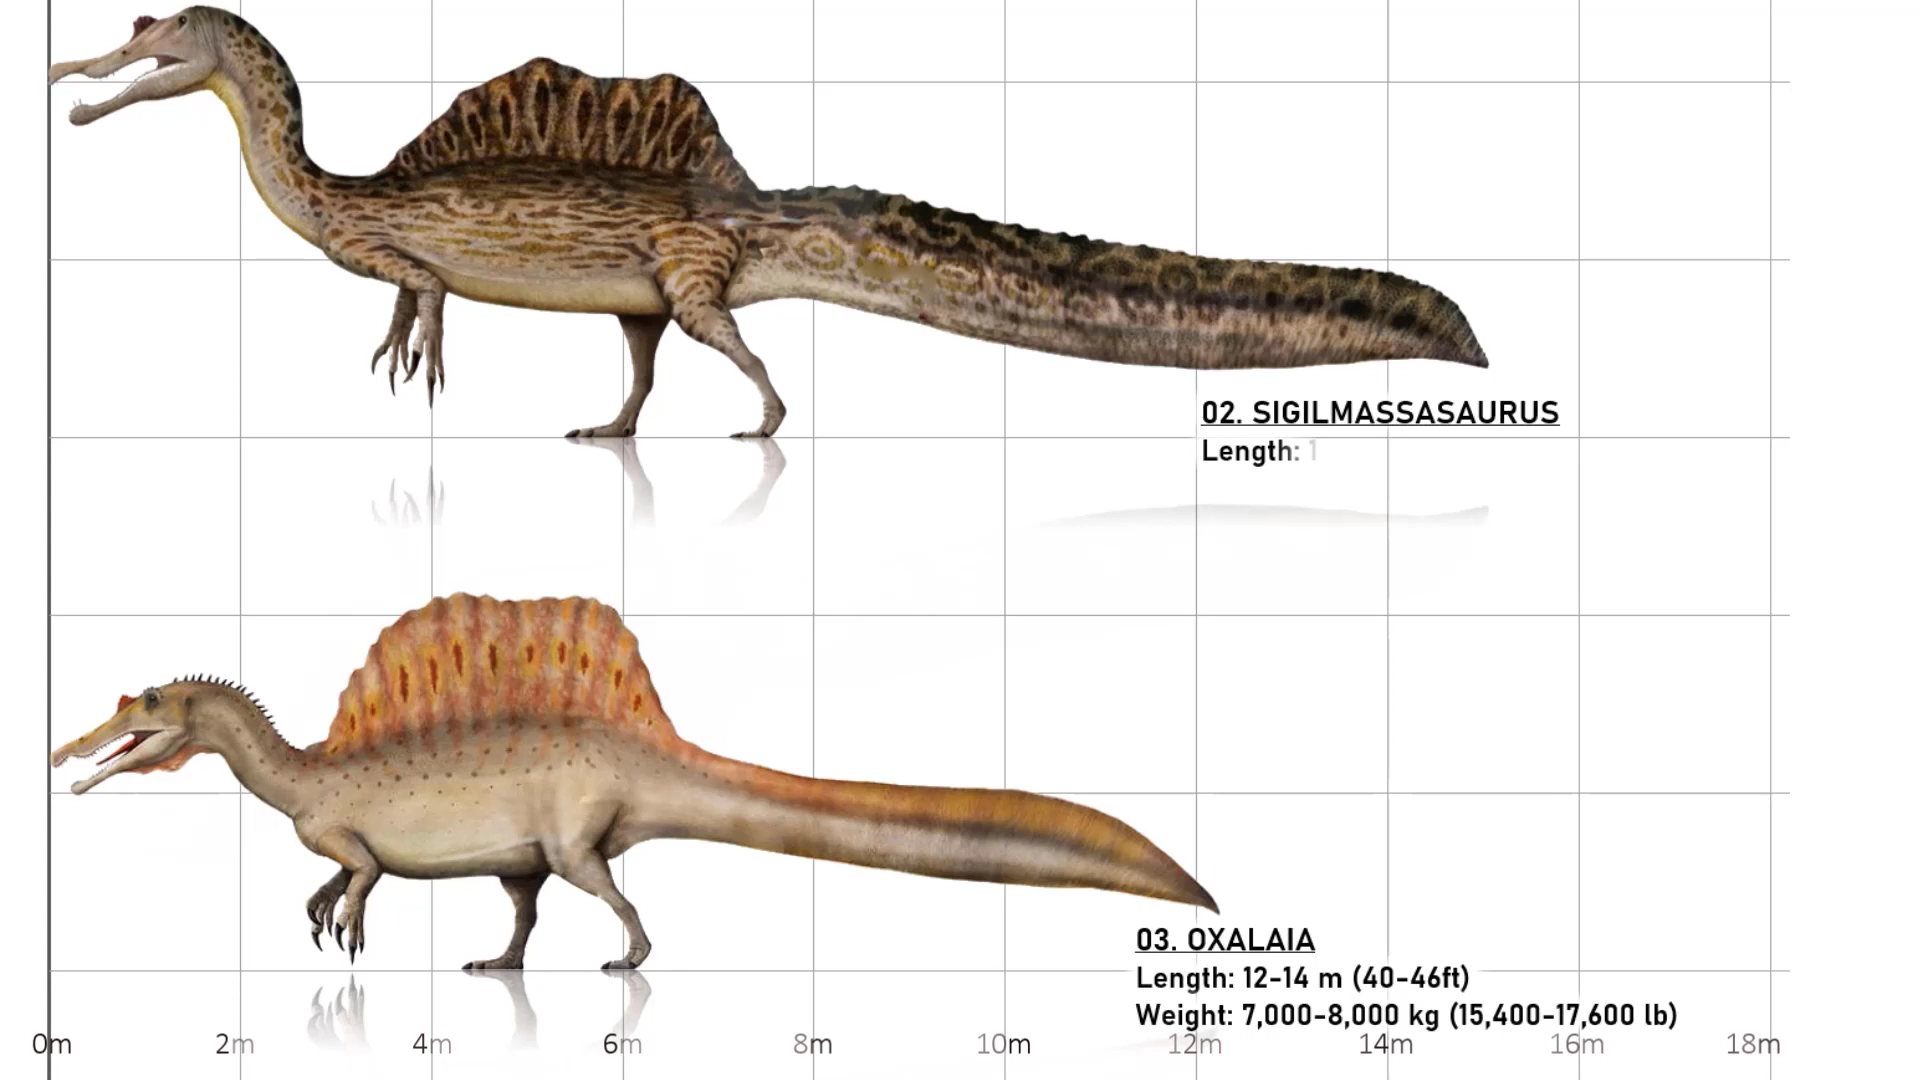 02. SIGILMASSASAURUS
Length: 1
03. OXALAIA
Length: 12-14 m (40-46ft)
Weight: 7,000-8,000 kg (15,400-17,600 lb)
0m 2m 4m 6m 8m 10m 12m 14m 16m 18m